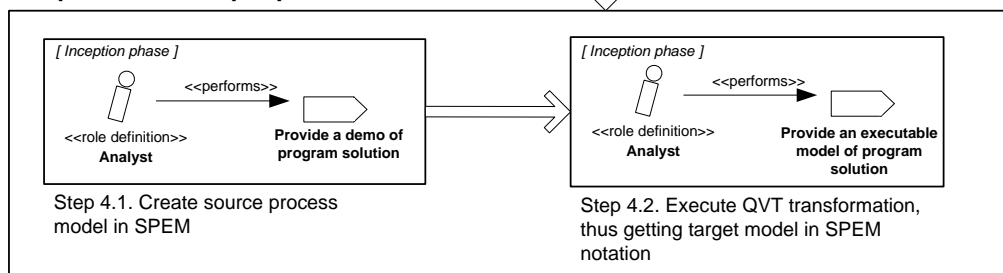 [ Inception phase ]
<<performs>>
<<role definition>>
Analyst
Provide a demo of
program solution
Step 4.1. Create source process
model in SPEM
[ Inception phase ]
<<performs>>
<<role definition>>
Analyst
Provide an executable
model of program
solution
Step 4.2. Execute QVT transformation,
thus getting target model in SPEM
notation